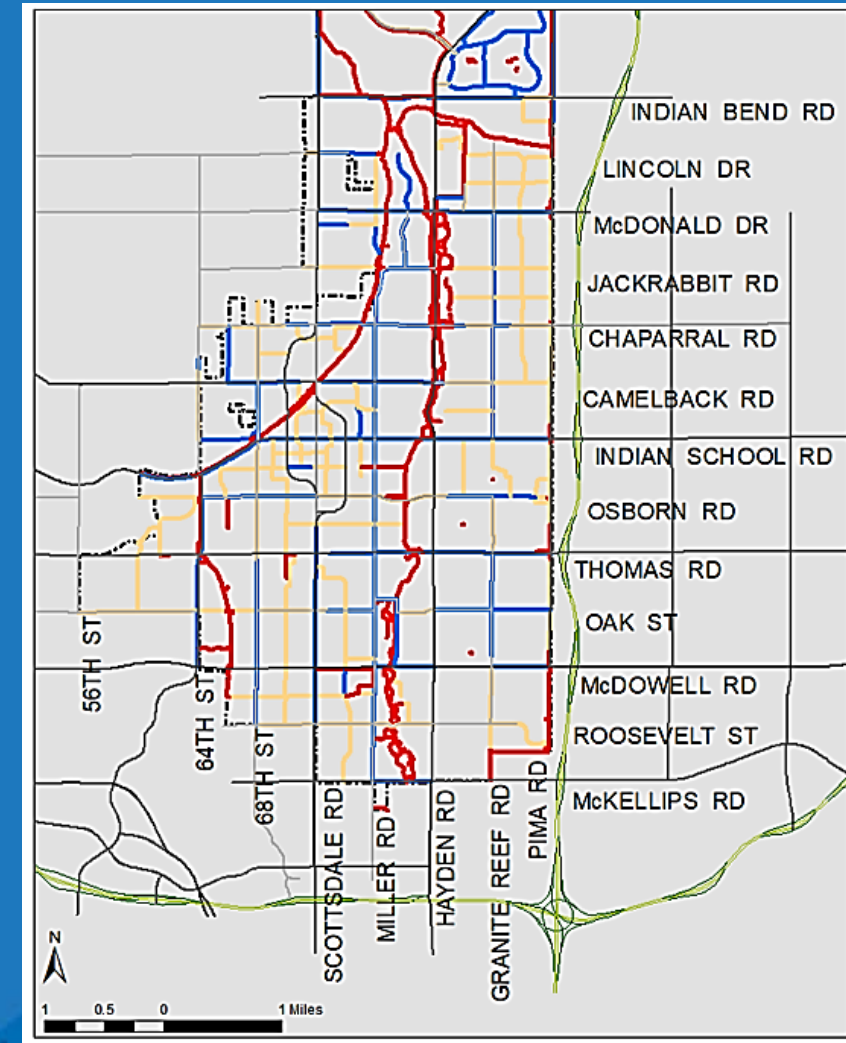 INDIAN BEND RD
LINCOLN DR
McDONALD DR
JACKRABBIT RD
CHAPARRAL RD
CAMELBACK RD
INDIAN SCHOOL RD
OSBORN RD
THOMAS RD
OAK ST
McDOWELL RD
ROOSEVELT ST
McKELLIPS RD
56TH ST
64TH ST
68TH ST
SCOTTSDALE RD
MILLER RD
HAYDEN RD
GRANITE REEF RD
PIMA RD
N
1 0.5 0 1 Miles